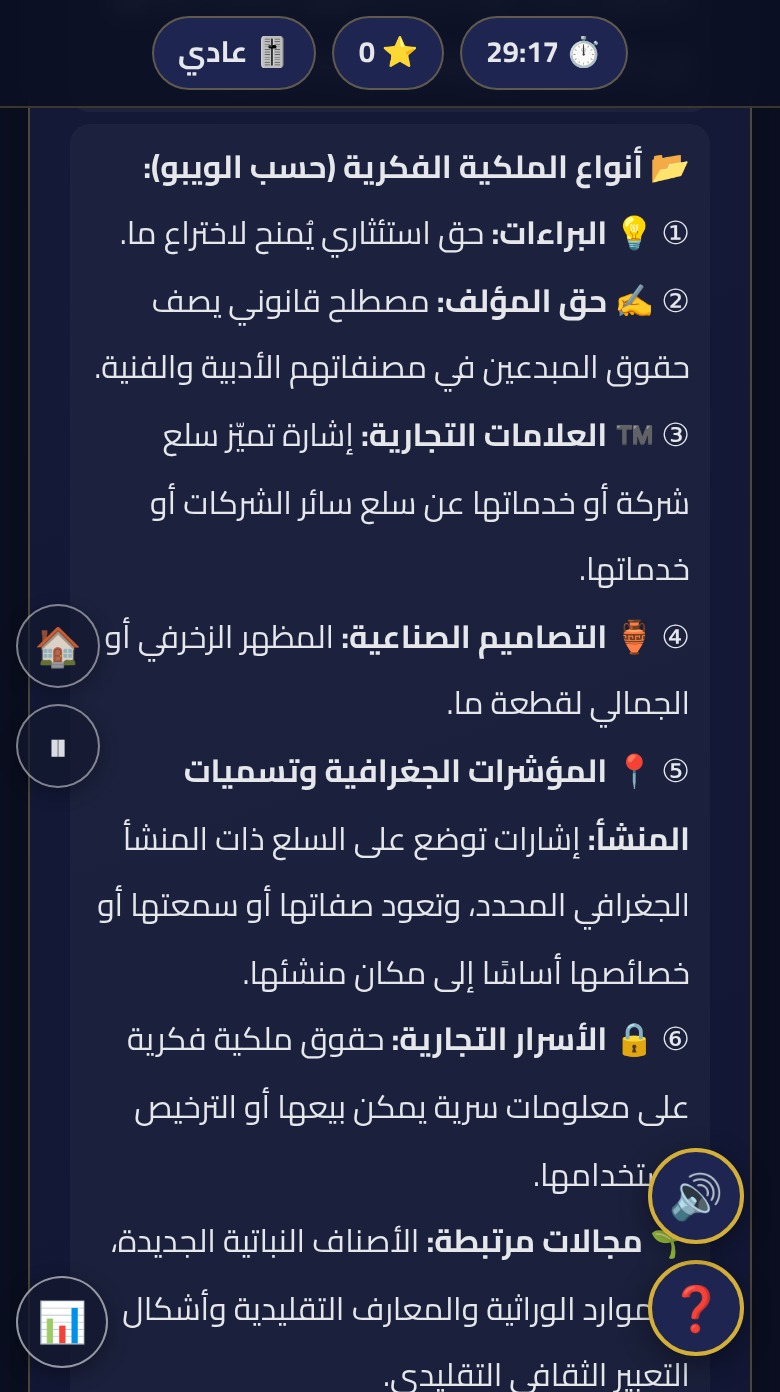 ⏱️ 29:17
⭐ 0
🎚️ عادي
📂 أنواع الملكية الفكرية (حسب الويبو):
① 💡 البراءات: حق استئثاري يُمنح لاختراع ما.
② ✍️ حق المؤلف: مصطلح قانوني يصف
حقوق المبدعين في مصنفاتهم الأدبية والفنية.
③ ™️ العلامات التجارية: إشارة تميّز سلع
شركة أو خدماتها عن سلع سائر الشركات أو
خدماتها.
④ 🏺 التصاميم الصناعية: المظهر الزخرفي أو
الجمالي لقطعة ما.
⑤ 📍 المؤشرات الجغرافية وتسميات
المنشأ: إشارات توضع على السلع ذات المنشأ
الجغرافي المحدد، وتعود صفاتها أو سمعتها أو
خصائصها أساسًا إلى مكان منشئها.
⑥ 🔒 الأسرار التجارية: حقوق ملكية فكرية
على معلومات سرية يمكن بيعها أو الترخيص
🌱 مجالات مرتبطة: الأصناف النباتية الجديدة،
الوراثية والمعارف التقليدية وأشكال
التعبير الثقافي التقليدي.